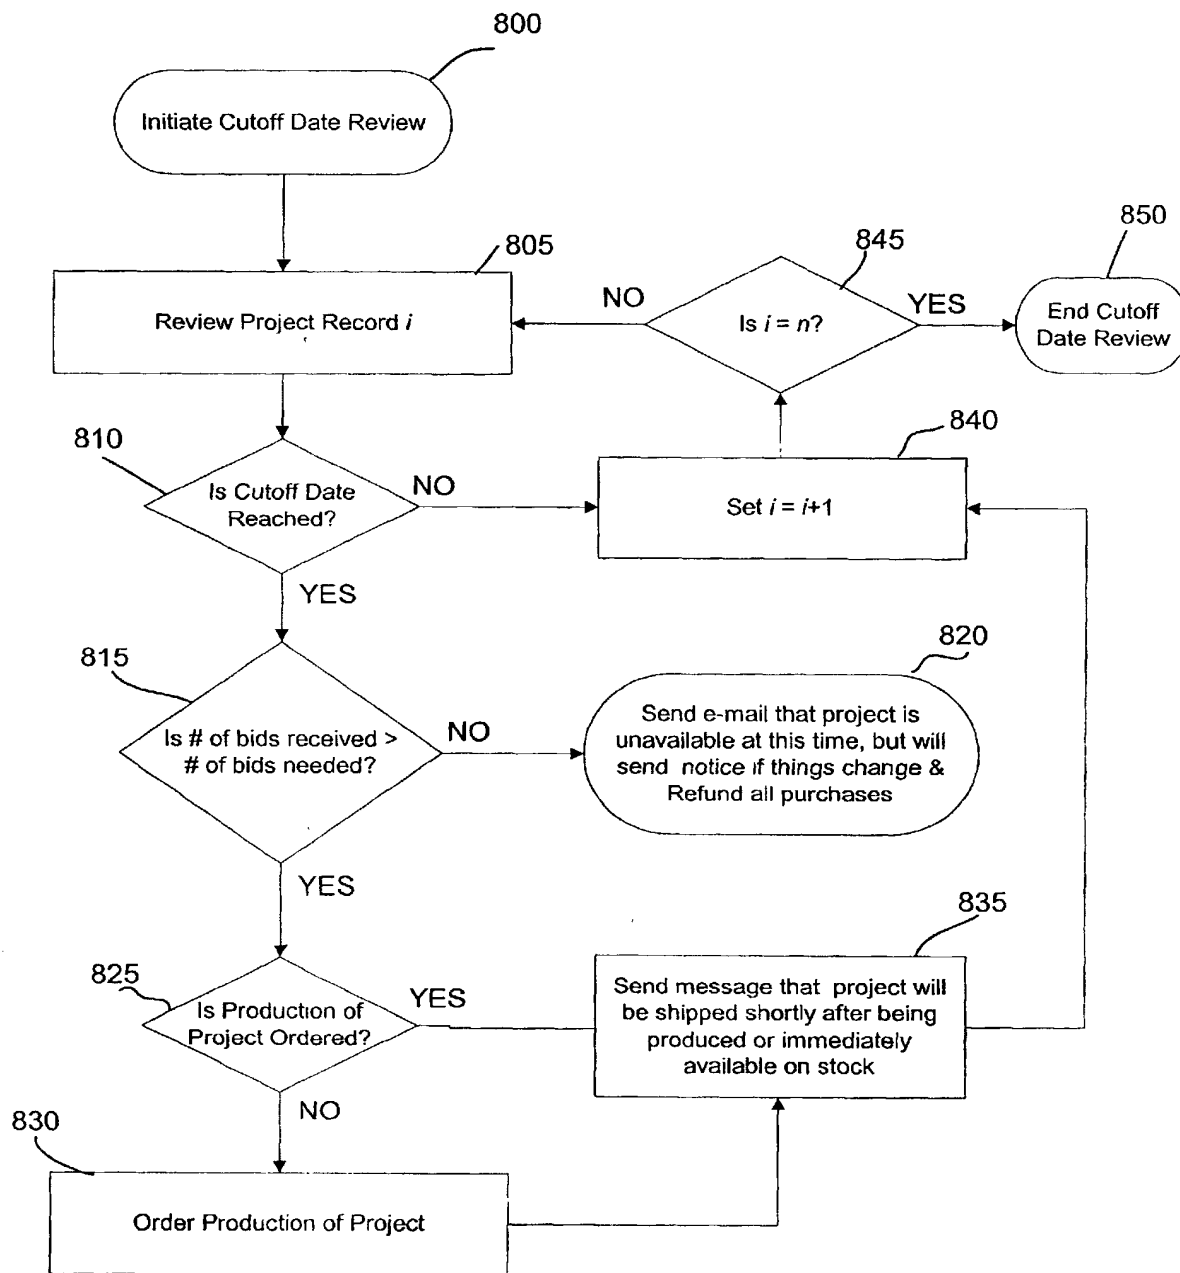 800
Initiate Cutoff Date Review
805
Review Project Record i
845
Is i = n?
NO
YES
850
End Cutoff
Date Review
810
Is Cutoff Date
Reached?
NO
YES
840
Set i = i+1
815
Is # of bids received >
# of bids needed?
NO
YES
820
Send e-mail that project is
unavailable at this time, but will
send notice if things change &
Refund all purchases
825
Is Production of
Project Ordered?
YES
NO
835
Send message that project will
be shipped shortly after being
produced or immediately
available on stock
830
Order Production of Project